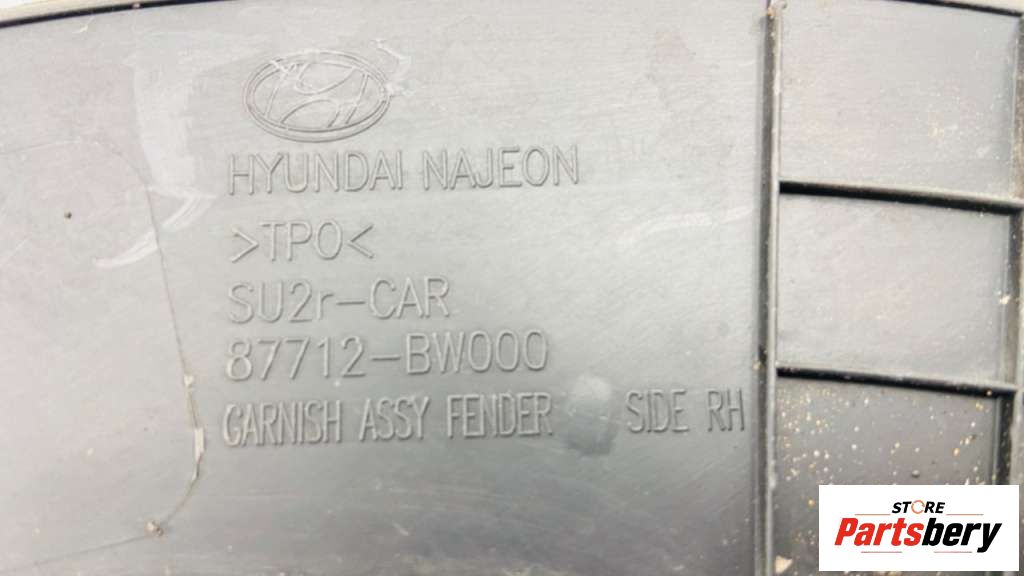 HYUNDAI NAJEON
>TPO<
SU2r-CAR
87712-BW000
GARNISH ASSY FENDER SIDE RH
STORE
Partsbery